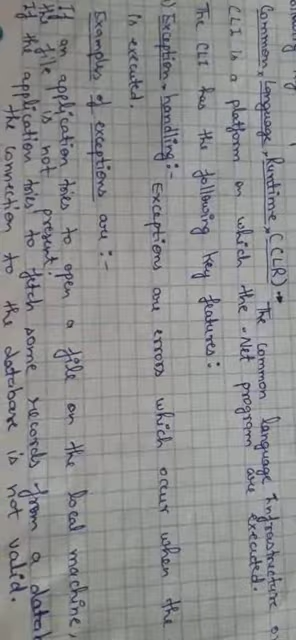 following
Common Language Runtime, (CLR) → The common language Infrastructure or
CLI is a platform on which the .Net program are executed.
The CLI has the following key features:
Exception handling:- Exceptions are errors which occur when the
is executed.
Examples of exceptions are :-
If an application tries to open a file on the local machine,
the file is not present.
If the application tries to fetch some records from a datab
the connection to the database is not valid.